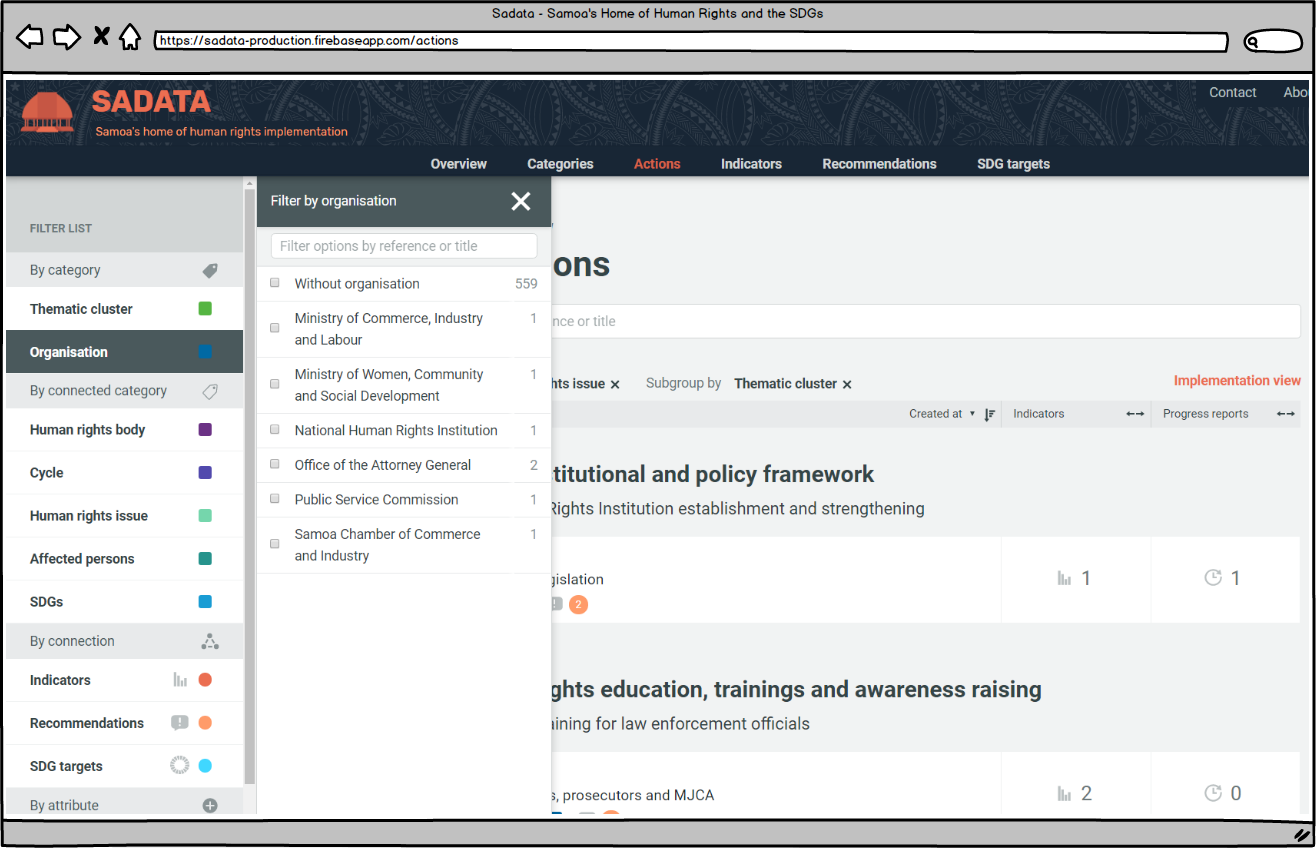 Sadata - Samoa's Home of Human Rights and the SDGs
https://sadata-production.firebaseapp.com/actions
SADATA
Samoa's home of human rights implementation
Contact Abo
Overview Categories Actions Indicators Recommendations SDG targets
FILTER LIST
By category
Thematic cluster
Organisation
By connected category
Human rights body
Cycle
Human rights issue
Affected persons
SDGs
By connection
Indicators
Recommendations
SDG targets
By attribute
Filter by organisation
Filter options by reference or title
Without organisation 559
Ministry of Commerce, Industry 1
and Labour
Ministry of Women, Community 1
and Social Development
National Human Rights Institution 1
Office of the Attorney General 2
Public Service Commission 1
Samoa Chamber of Commerce 1
and Industry
ons
nce or title
hts issue × Subgroup by Thematic cluster ×
Implementation view
Created at Indicators Progress reports
stitutional and policy framework
Rights Institution establishment and strengthening
gislation
2
1 1
ghts education, trainings and awareness raising
aining for law enforcement officials
s, prosecutors and MJCA
2 0